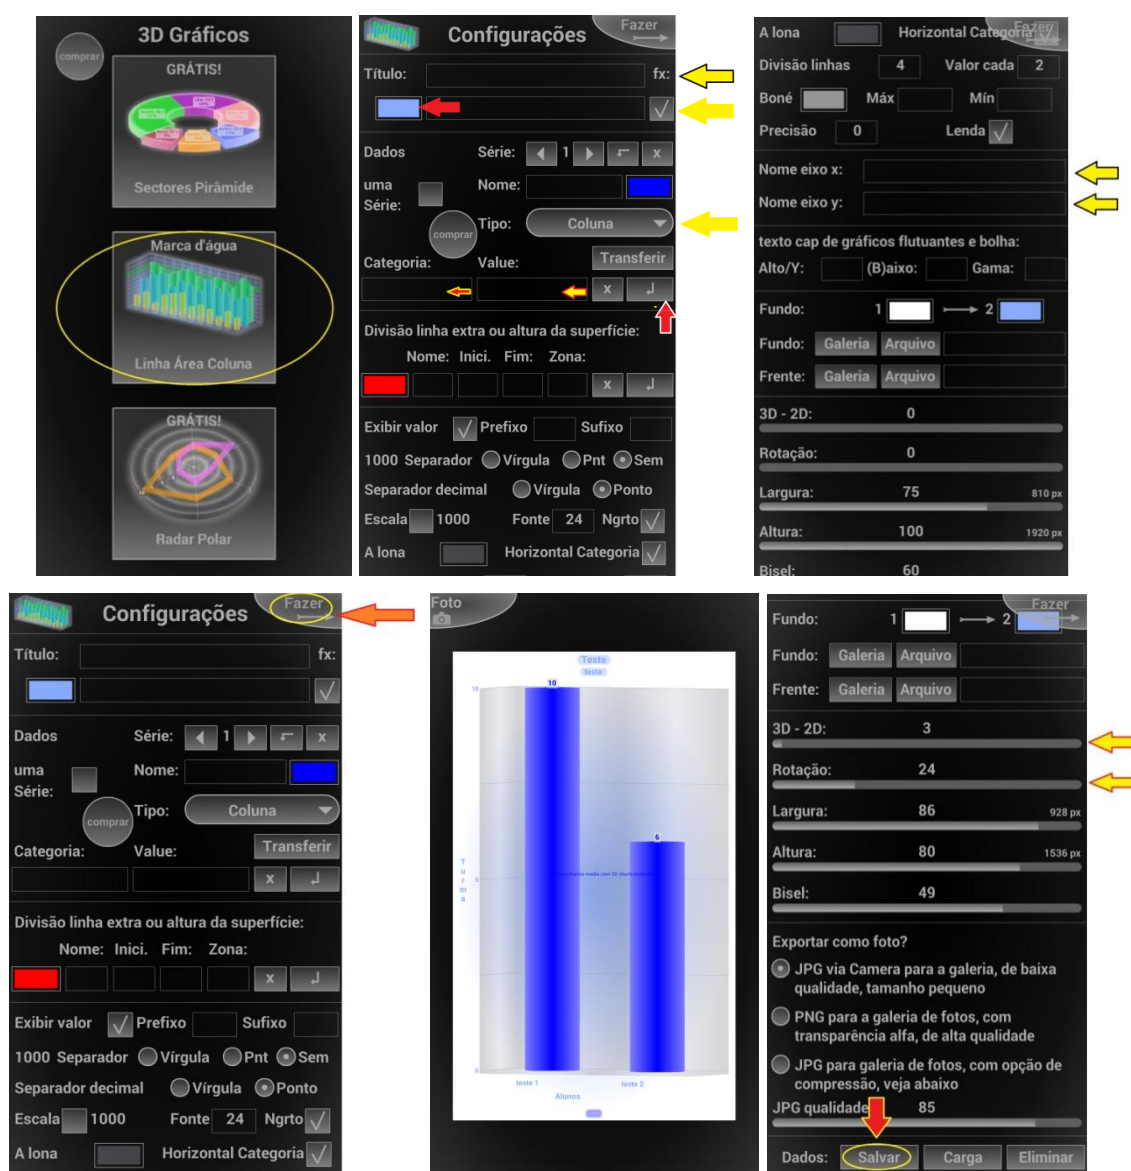 3D Gráficos
comprar
GRÁTIS!
Sectores Pirâmide
Marca d'água
Linha Área Coluna
GRÁTIS!
Radar Polar
Configurações
Fazer
Título:
fx:
Dados
Série:
1
x
uma
Série:
Nome:
comprar
Tipo:
Coluna
Categoria:
Value:
Transferir
x
Divisão linha extra ou altura da superfície:
Nome: Inici. Fim: Zona:
x
Exibir valor Prefixo Sufixo
1000 Separador Vírgula Pnt Sem
Separador decimal Vírgula Ponto
Escala 1000 Fonte 24 Ngrto
A lona Horizontal Categoria
Fazer
A lona Horizontal Categoria
Divisão linhas 4 Valor cada 2
Boné Máx Mín
Precisão 0 Lenda
Nome eixo x:
Nome eixo y:
texto cap de gráficos flutuantes e bolha:
Alto/Y: (B)aixo: Gama:
Fundo: 1 2
Fundo: Galeria Arquivo
Frente: Galeria Arquivo
3D - 2D: 0
Rotação: 0
Largura: 75 810 px
Altura: 100 1920 px
Bisel: 60
Configurações
Fazer
Título:
fx:
Dados
Série:
1
x
uma
Série:
Nome:
comprar
Tipo:
Coluna
Categoria:
Value:
Transferir
x
Divisão linha extra ou altura da superfície:
Nome: Inici. Fim: Zona:
x
Exibir valor Prefixo Sufixo
1000 Separador Vírgula Pnt Sem
Separador decimal Vírgula Ponto
Escala 1000 Fonte 24 Ngrto
A lona Horizontal Categoria
Foto
Teste
teste
10
10
6
Turma
5
0
teste 1
teste 2
Alunos
Fazer
Fundo: 1 2
Fundo: Galeria Arquivo
Frente: Galeria Arquivo
3D - 2D: 3
Rotação: 24
Largura: 86 928 px
Altura: 80 1536 px
Bisel: 49
Exportar como foto?
JPG via Camera para a galeria, de baixa
qualidade, tamanho pequeno
PNG para a galeria de fotos, com
transparência alfa, de alta qualidade
JPG para galeria de fotos, com opção de
compressão, veja abaixo
JPG qualidade 85
Dados: Salvar Carga Eliminar